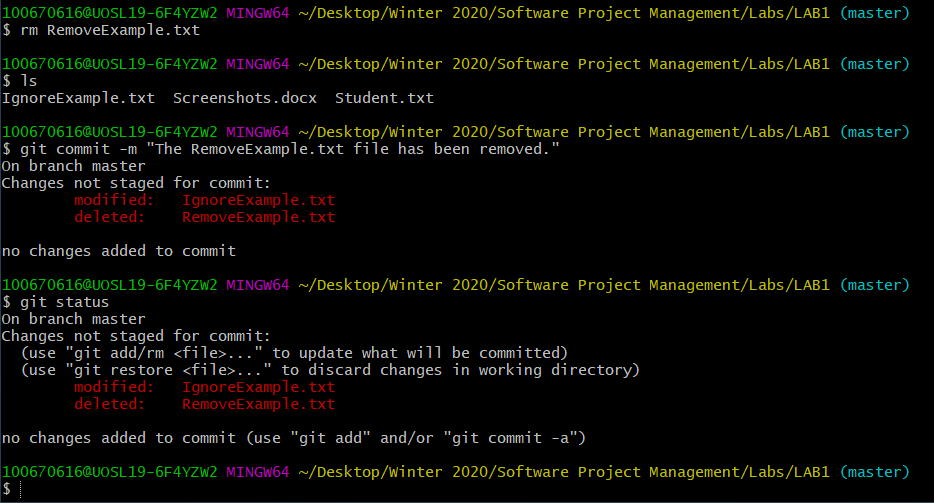 100670616@UOSL19-6F4YZW2 MINGW64 ~/Desktop/Winter 2020/Software Project Management/Labs/LAB1 (master)
$ rm RemoveExample.txt
100670616@UOSL19-6F4YZW2 MINGW64 ~/Desktop/Winter 2020/Software Project Management/Labs/LAB1 (master)
$ ls
IgnoreExample.txt  Screenshots.docx  Student.txt
100670616@UOSL19-6F4YZW2 MINGW64 ~/Desktop/Winter 2020/Software Project Management/Labs/LAB1 (master)
$ git commit -m "The RemoveExample.txt file has been removed."
On branch master
Changes not staged for commit:
        modified:   IgnoreExample.txt
        deleted:    RemoveExample.txt
no changes added to commit
100670616@UOSL19-6F4YZW2 MINGW64 ~/Desktop/Winter 2020/Software Project Management/Labs/LAB1 (master)
$ git status
On branch master
Changes not staged for commit:
  (use "git add/rm <file>..." to update what will be committed)
  (use "git restore <file>..." to discard changes in working directory)
        modified:   IgnoreExample.txt
        deleted:    RemoveExample.txt
no changes added to commit (use "git add" and/or "git commit -a")
100670616@UOSL19-6F4YZW2 MINGW64 ~/Desktop/Winter 2020/Software Project Management/Labs/LAB1 (master)
$